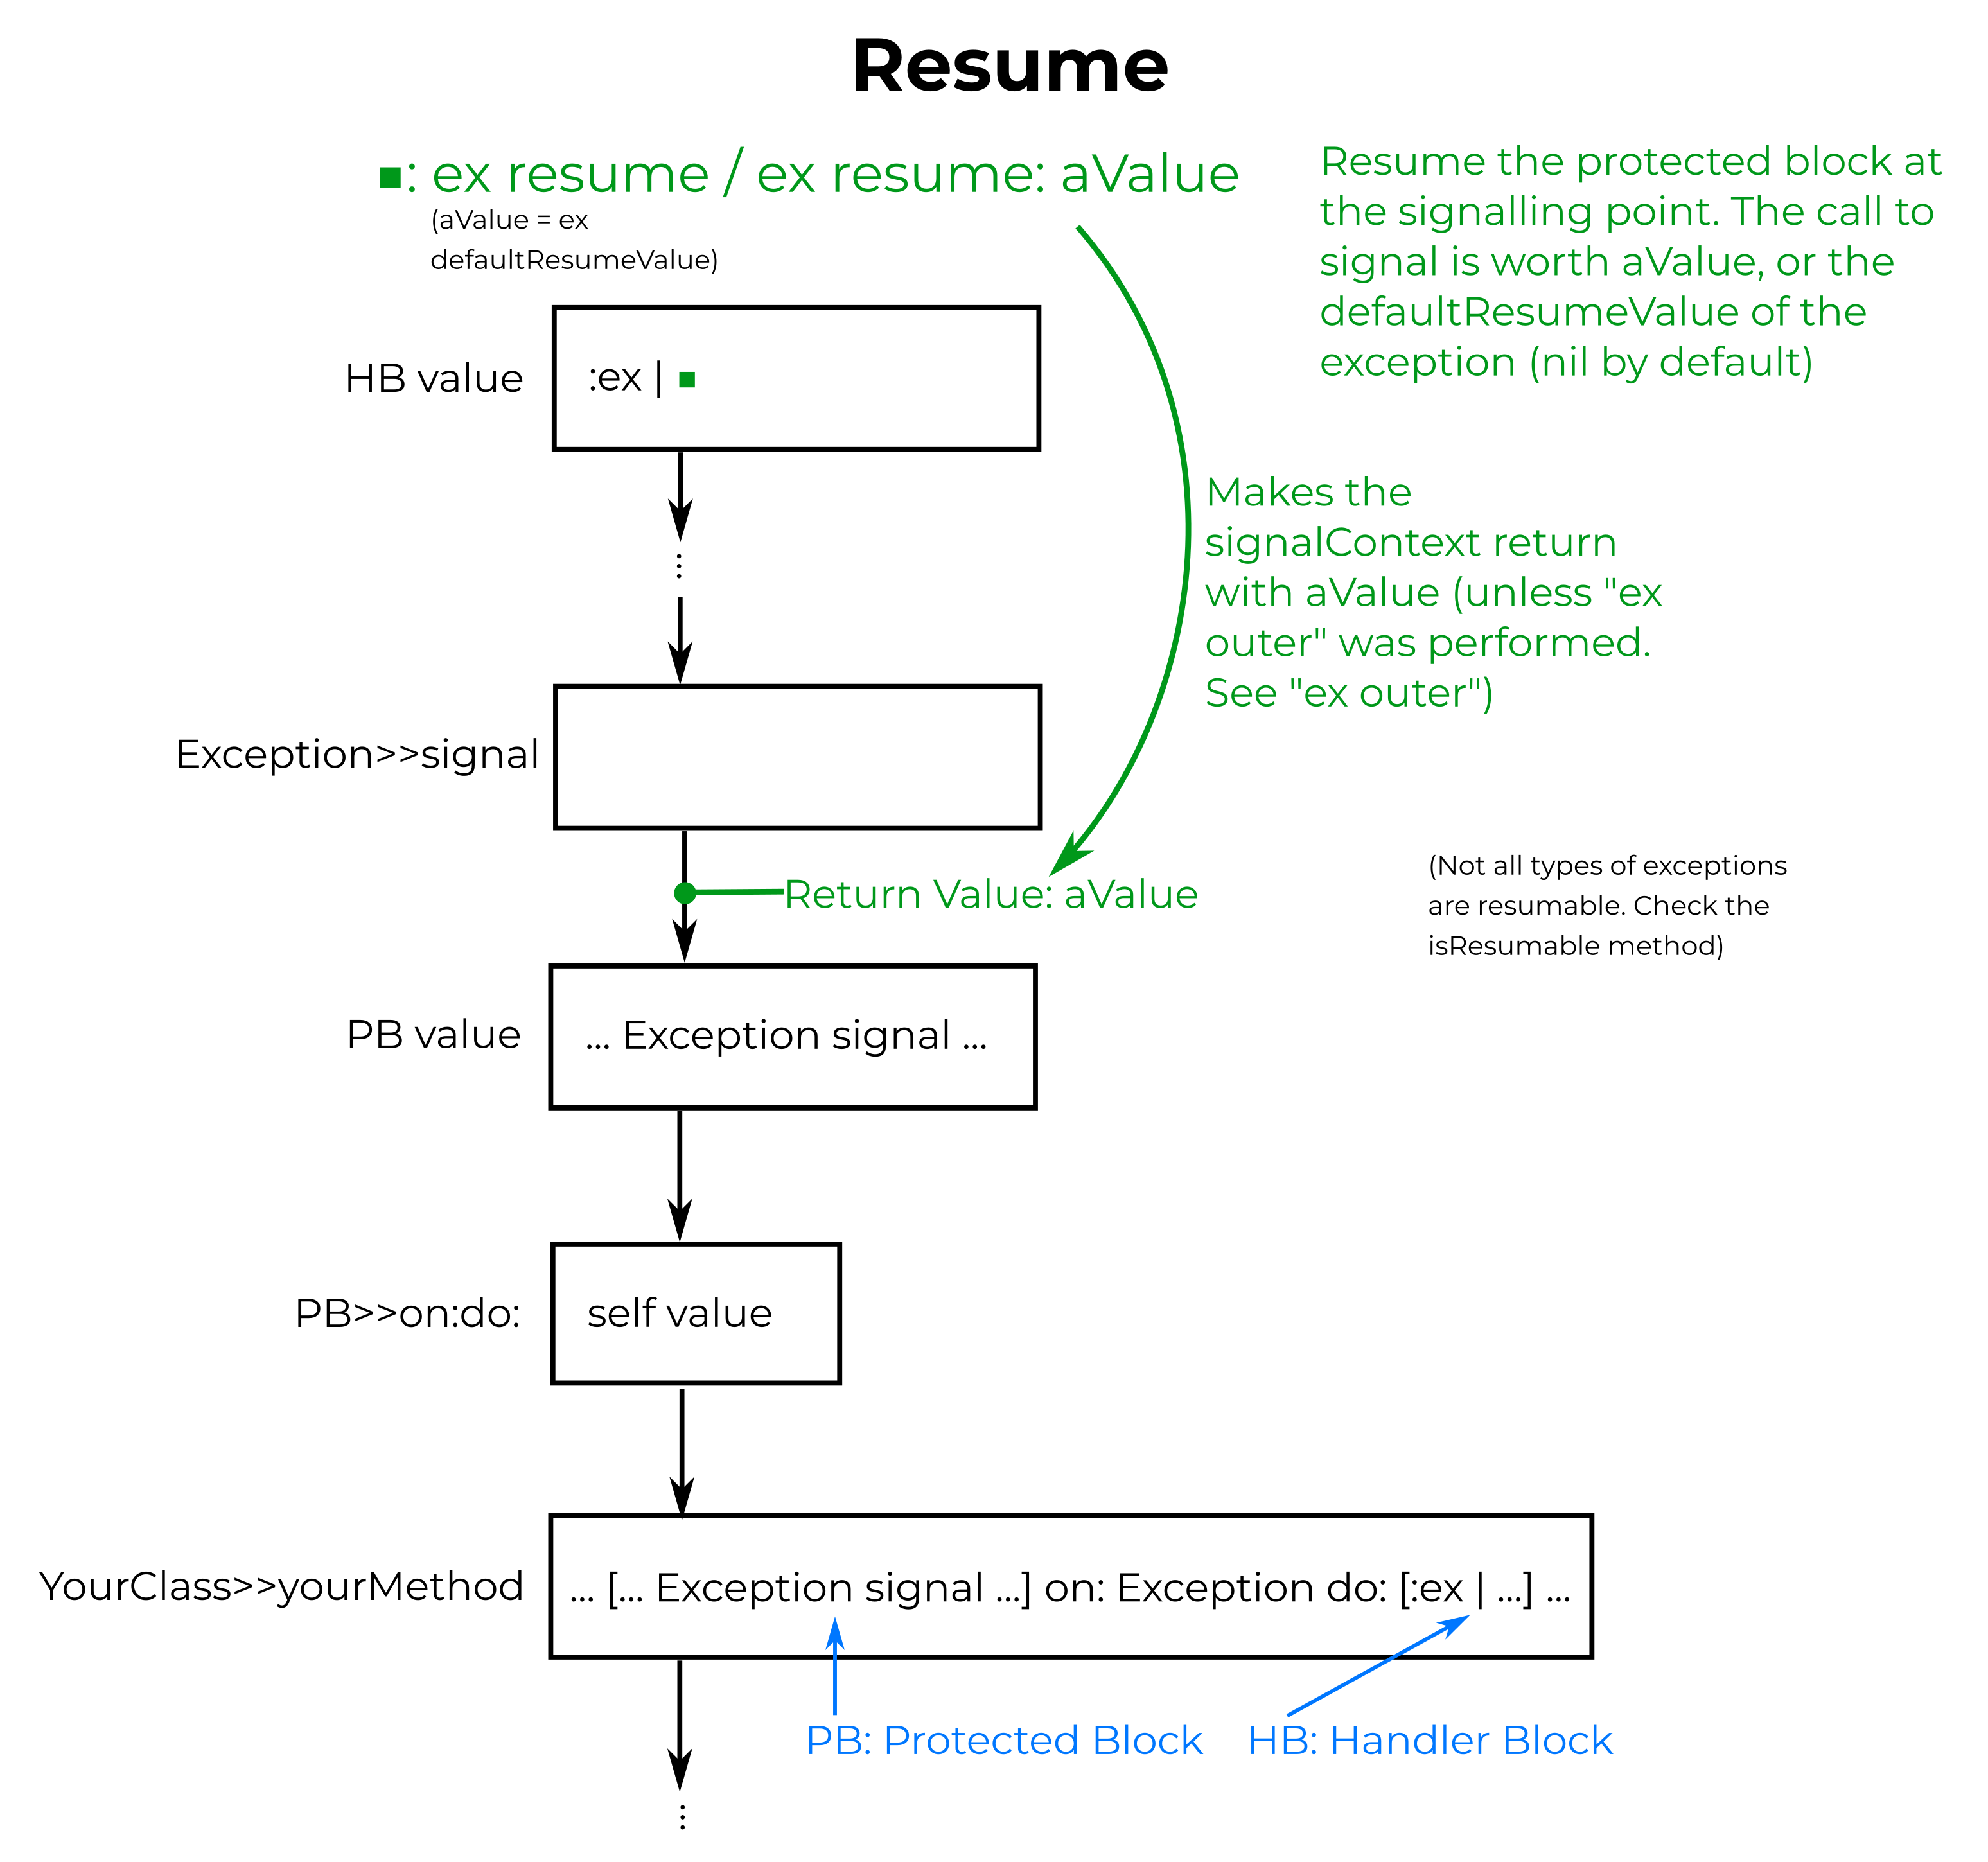 Resume
▪: ex resume / ex resume: aValue
(aValue = ex
defaultResumeValue)
Resume the protected block at
the signalling point. The call to
signal is worth aValue, or the
defaultResumeValue of the
exception (nil by default)
HB value
:ex | ▪
⋮
Makes the
signalContext return
with aValue (unless "ex
outer" was performed.
See "ex outer")
Exception>>signal
Return Value: aValue
(Not all types of exceptions
are resumable. Check the
isResumable method)
PB value
... Exception signal ...
PB>>on:do:
self value
YourClass>>yourMethod
... [... Exception signal ...] on: Exception do: [:ex | ...] ...
PB: Protected Block
HB: Handler Block
⋮